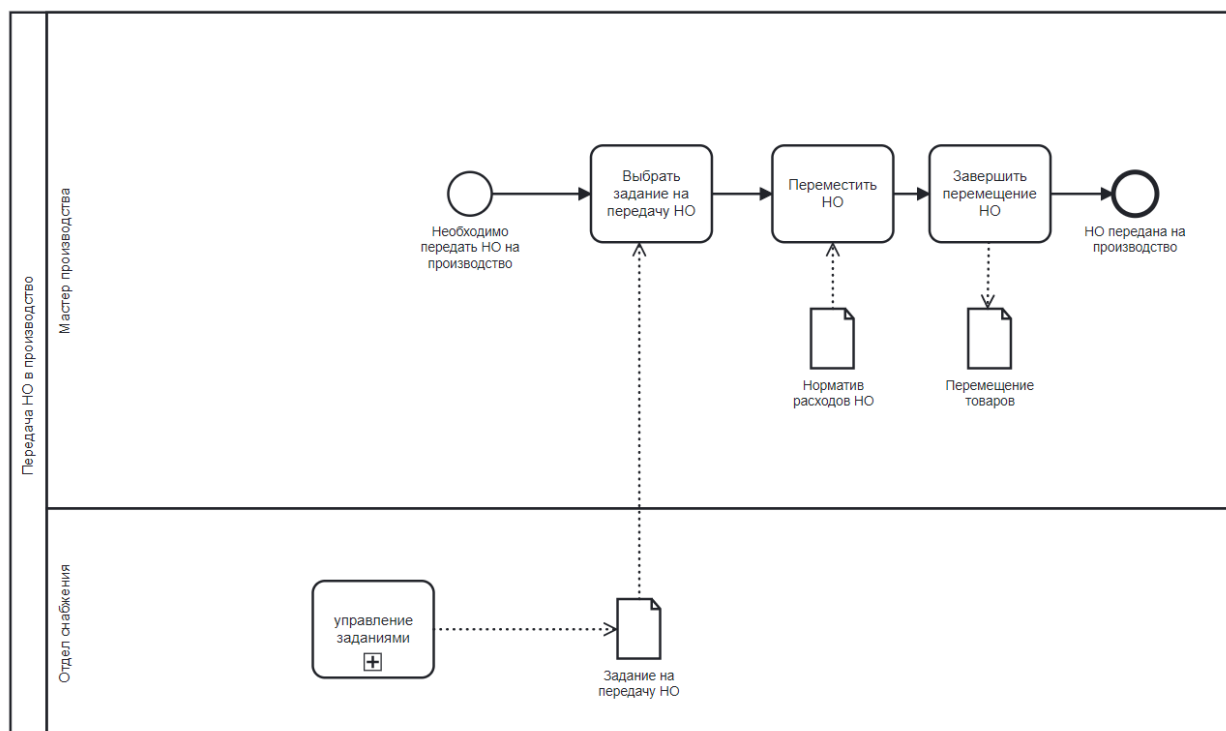 Передача НО в производство
Мастер производства
Необходимо
передать НО на
производство
Выбрать
задание на
передачу НО
Переместить
НО
Завершить
перемещение
НО
НО передана на
производство
Норматив
расходов НО
Перемещение
товаров
Отдел снабжения
управление
заданиями
Задание на
передачу НО